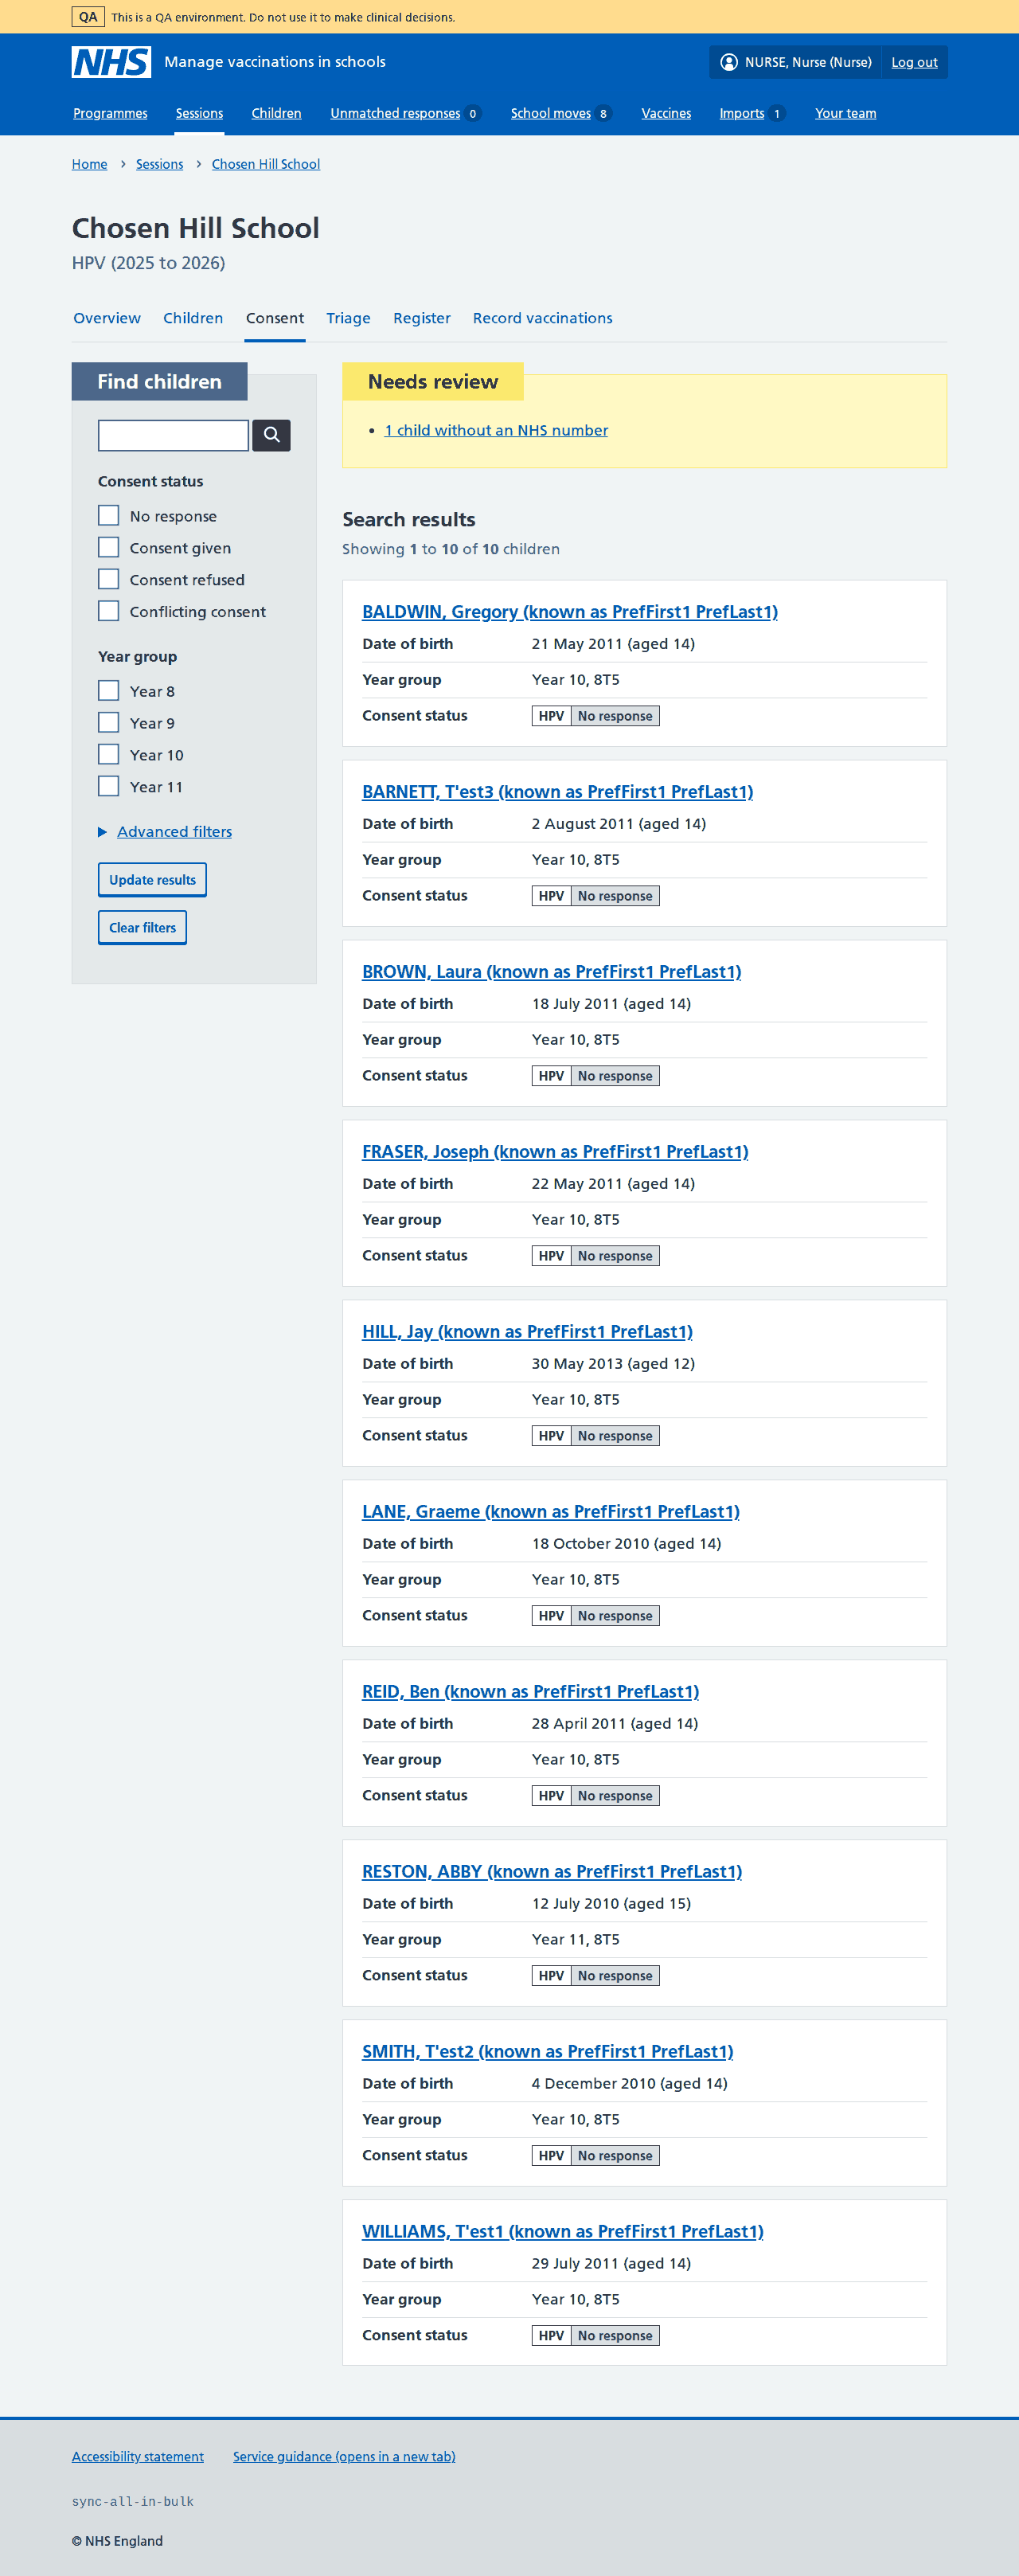 QA This is a QA environment. Do not use it to make clinical decisions.
NHS Manage vaccinations in schools
NURSE, Nurse (Nurse) Log out
Programmes Sessions Children Unmatched responses 0 School moves 8 Vaccines Imports 1 Your team
Home › Sessions › Chosen Hill School
Chosen Hill School
HPV (2025 to 2026)
Overview Children Consent Triage Register Record vaccinations
Find children
Consent status
No response
Consent given
Consent refused
Conflicting consent
Year group
Year 8
Year 9
Year 10
Year 11
Advanced filters
Update results
Clear filters
Needs review
• 1 child without an NHS number
Search results
Showing 1 to 10 of 10 children
BALDWIN, Gregory (known as PrefFirst1 PrefLast1)
Date of birth 21 May 2011 (aged 14)
Year group Year 10, 8T5
Consent status HPV No response
BARNETT, T'est3 (known as PrefFirst1 PrefLast1)
Date of birth 2 August 2011 (aged 14)
Year group Year 10, 8T5
Consent status HPV No response
BROWN, Laura (known as PrefFirst1 PrefLast1)
Date of birth 18 July 2011 (aged 14)
Year group Year 10, 8T5
Consent status HPV No response
FRASER, Joseph (known as PrefFirst1 PrefLast1)
Date of birth 22 May 2011 (aged 14)
Year group Year 10, 8T5
Consent status HPV No response
HILL, Jay (known as PrefFirst1 PrefLast1)
Date of birth 30 May 2013 (aged 12)
Year group Year 10, 8T5
Consent status HPV No response
LANE, Graeme (known as PrefFirst1 PrefLast1)
Date of birth 18 October 2010 (aged 14)
Year group Year 10, 8T5
Consent status HPV No response
REID, Ben (known as PrefFirst1 PrefLast1)
Date of birth 28 April 2011 (aged 14)
Year group Year 10, 8T5
Consent status HPV No response
RESTON, ABBY (known as PrefFirst1 PrefLast1)
Date of birth 12 July 2010 (aged 15)
Year group Year 11, 8T5
Consent status HPV No response
SMITH, T'est2 (known as PrefFirst1 PrefLast1)
Date of birth 4 December 2010 (aged 14)
Year group Year 10, 8T5
Consent status HPV No response
WILLIAMS, T'est1 (known as PrefFirst1 PrefLast1)
Date of birth 29 July 2011 (aged 14)
Year group Year 10, 8T5
Consent status HPV No response
Accessibility statement Service guidance (opens in a new tab)
sync-all-in-bulk
© NHS England